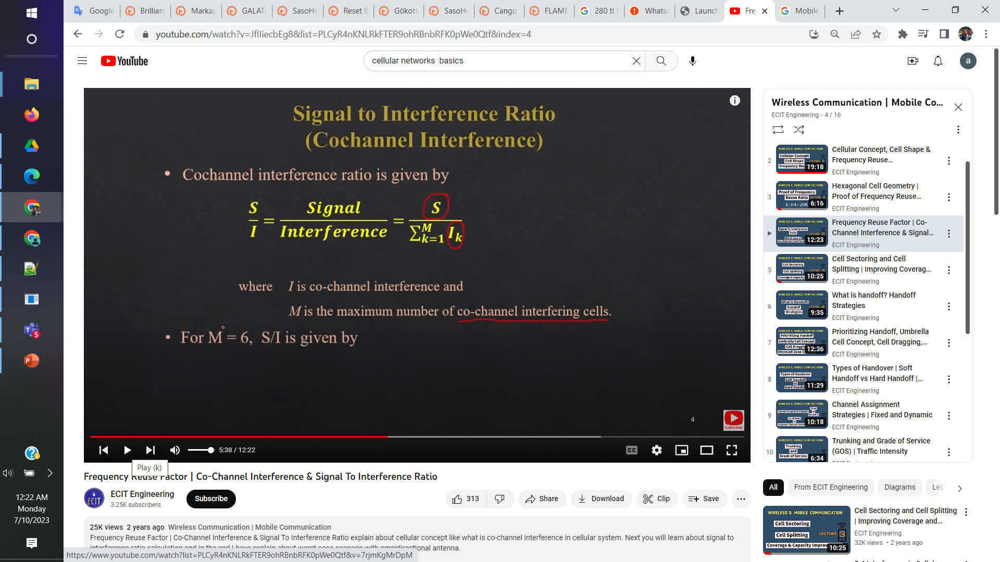 Google
Brillian
Markap
GALATA
SasoHo
Reset B
Gökott
SasoHo
Cango
FLAME
280 tl t
WhatsA
Launch
Fre
Mobile
youtube.com/watch?v=JfIIiecbEg8&list=PLCyR4nKNLRkFTER9ohRBnbRFK0pWe0Qtf&index=4
YouTube
cellular networks basics
a
Signal to Interference Ratio
(Cochannel Interference)
• Cochannel interference ratio is given by
S/I = Signal/Interference = S/∑ᴹₖ₌₁ Iₖ
where I is co-channel interference and
M is the maximum number of co-channel interfering cells.
• For M = 6, S/I is given by
4
SUBSCRIBE
5:38 / 12:22
CC
Play (k)
Frequency Reuse Factor | Co-Channel Interference & Signal To Interference Ratio
ECIT
ECIT Engineering
3.25K subscribers
Subscribe
313
Share
Download
Clip
Save
25K views 2 years ago Wireless Communication | Mobile Communication
Frequency Reuse Factor | Co-Channel Interference & Signal To Interference Ratio explain about cellular concept like what is co-channel interference in cellular system. Next you will learn about signal to
interference ratio calculation and in the end I have explain about worst case scenario with omnidirectional antenna.
https://www.youtube.com/watch?list=PLCyR4nKNLRkFTER9ohRBnbRFK0pWe0Qtf&v=7rjmKgMrDpM
Wireless Communication | Mobile Co...
ECIT Engineering - 4 / 16
2
19:18
Cellular Concept, Cell Shape &
Frequency Reuse...
ECIT Engineering
3
6:16
Hexagonal Cell Geometry |
Proof of Frequency Reuse...
ECIT Engineering
12:23
Frequency Reuse Factor | Co-
Channel Interference & Signal...
ECIT Engineering
5
10:25
Cell Sectoring and Cell
Splitting | Improving Coverag...
ECIT Engineering
6
9:35
What is handoff? Handoff
Strategies
ECIT Engineering
7
12:36
Prioritizing Handoff, Umbrella
Cell Concept, Cell Dragging,...
ECIT Engineering
8
11:29
Types of Handover | Soft
Handoff vs Hard Handoff |...
ECIT Engineering
9
10:18
Channel Assignment
Strategies | Fixed and Dynamic
ECIT Engineering
10
6:34
Trunking and Grade of Service
(GOS) | Traffic Intensity
All
From ECIT Engineering
Diagrams
Les
WIRELESS & MOBILE COMMUNICATION
Cell Sectoring
Cell Splitting
LECTURE 3
Coverage & Capacity Improv
10:25
Cell Sectoring and Cell Splitting
| Improving Coverage and...
ECIT Engineering
32K views • 2 years ago
5
12:22 AM
Monday
7/10/2023